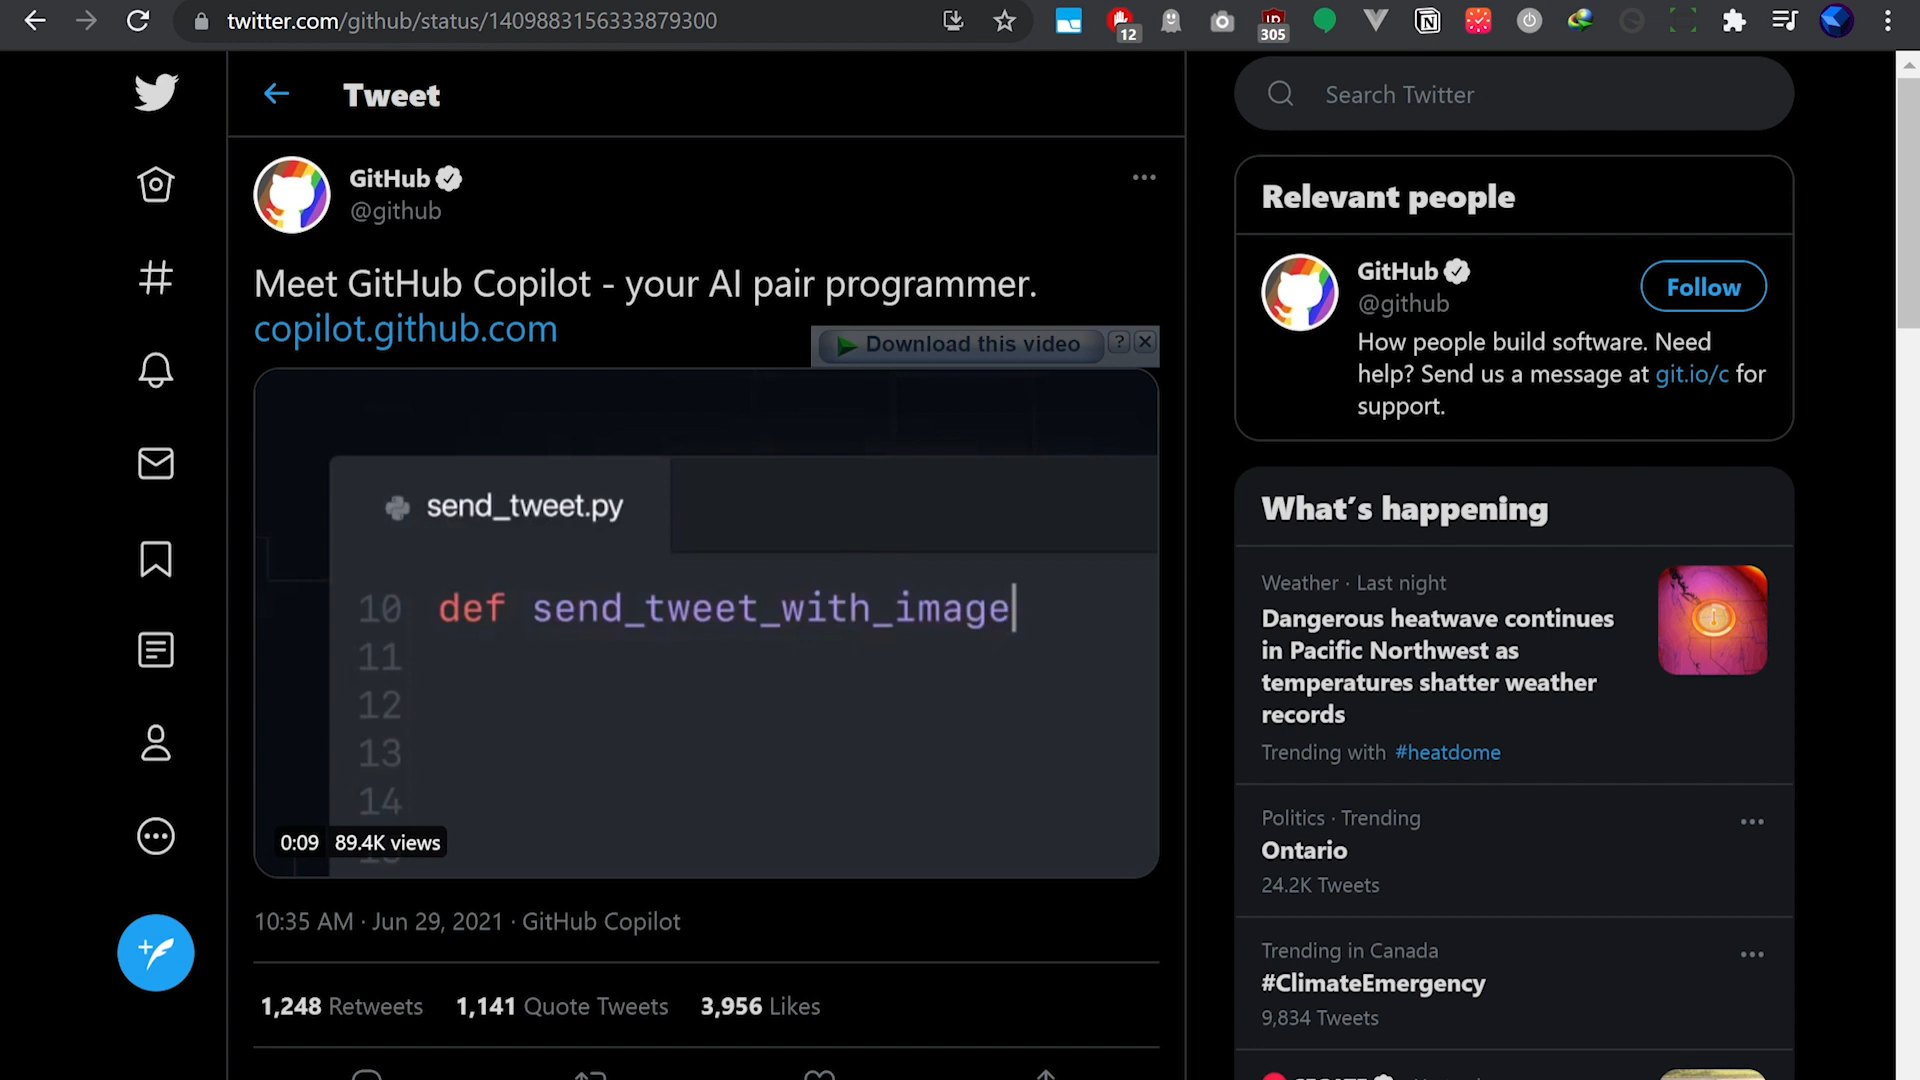 twitter.com/github/status/1409883156333879300
12
305
Tweet
GitHub
@github
Meet GitHub Copilot - your AI pair programmer.
copilot.github.com
Download this video
?
send_tweet.py
10 def send_tweet_with_image
11
12
13
14
0:09 89.4K views
10:35 AM · Jun 29, 2021 · GitHub Copilot
1,248 Retweets 1,141 Quote Tweets 3,956 Likes
Search Twitter
Relevant people
GitHub
@github
Follow
How people build software. Need
help? Send us a message at git.io/c for
support.
What's happening
Weather · Last night
Dangerous heatwave continues
in Pacific Northwest as
temperatures shatter weather
records
Trending with #heatdome
Politics · Trending
Ontario
24.2K Tweets
Trending in Canada
#ClimateEmergency
9,834 Tweets